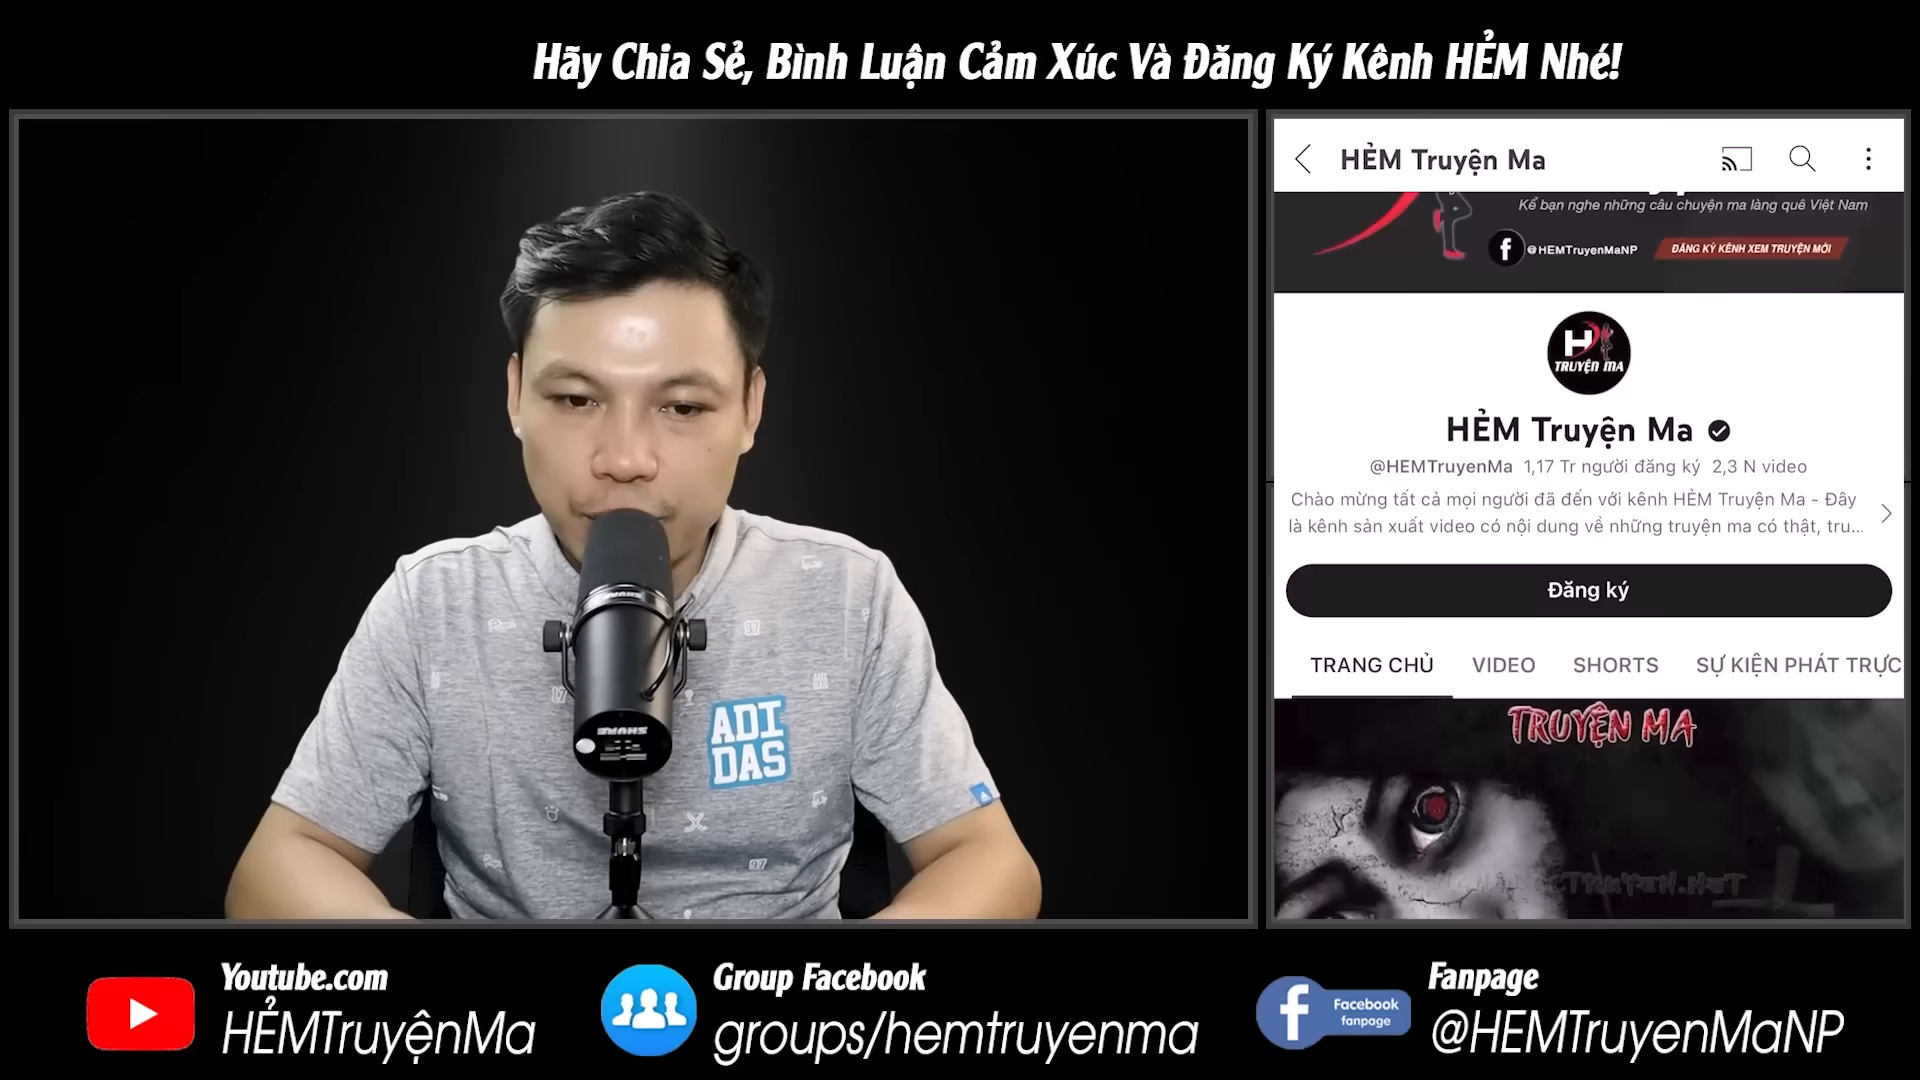 Hãy Chia Sẻ, Bình Luận Cảm Xúc Và Đăng Ký Kênh HẺM Nhé!
HẺM Truyện Ma
Kể bạn nghe những câu chuyện ma làng quê Việt Nam
@HEMTruyenMaNP
ĐĂNG KÝ KÊNH XEM TRUYỆN MỚI
H
TRUYỆN MA
HẺM Truyện Ma
@HEMTruyenMa 1,17 Tr người đăng ký 2,3 N video
Chào mừng tất cả mọi người đã đến với kênh HẺM Truyện Ma - Đây
là kênh sản xuất video có nội dung về những truyện ma có thật, tru...
Đăng ký
TRANG CHỦ VIDEO SHORTS SỰ KIỆN PHÁT TRỰC
TRUYỆN MA
SHURE
ADI
DAS
97
Youtube.com
HẺMTruyệnMa
Group Facebook
groups/hemtruyenma
Facebook
fanpage
Fanpage
@HEMTruyenMaNP